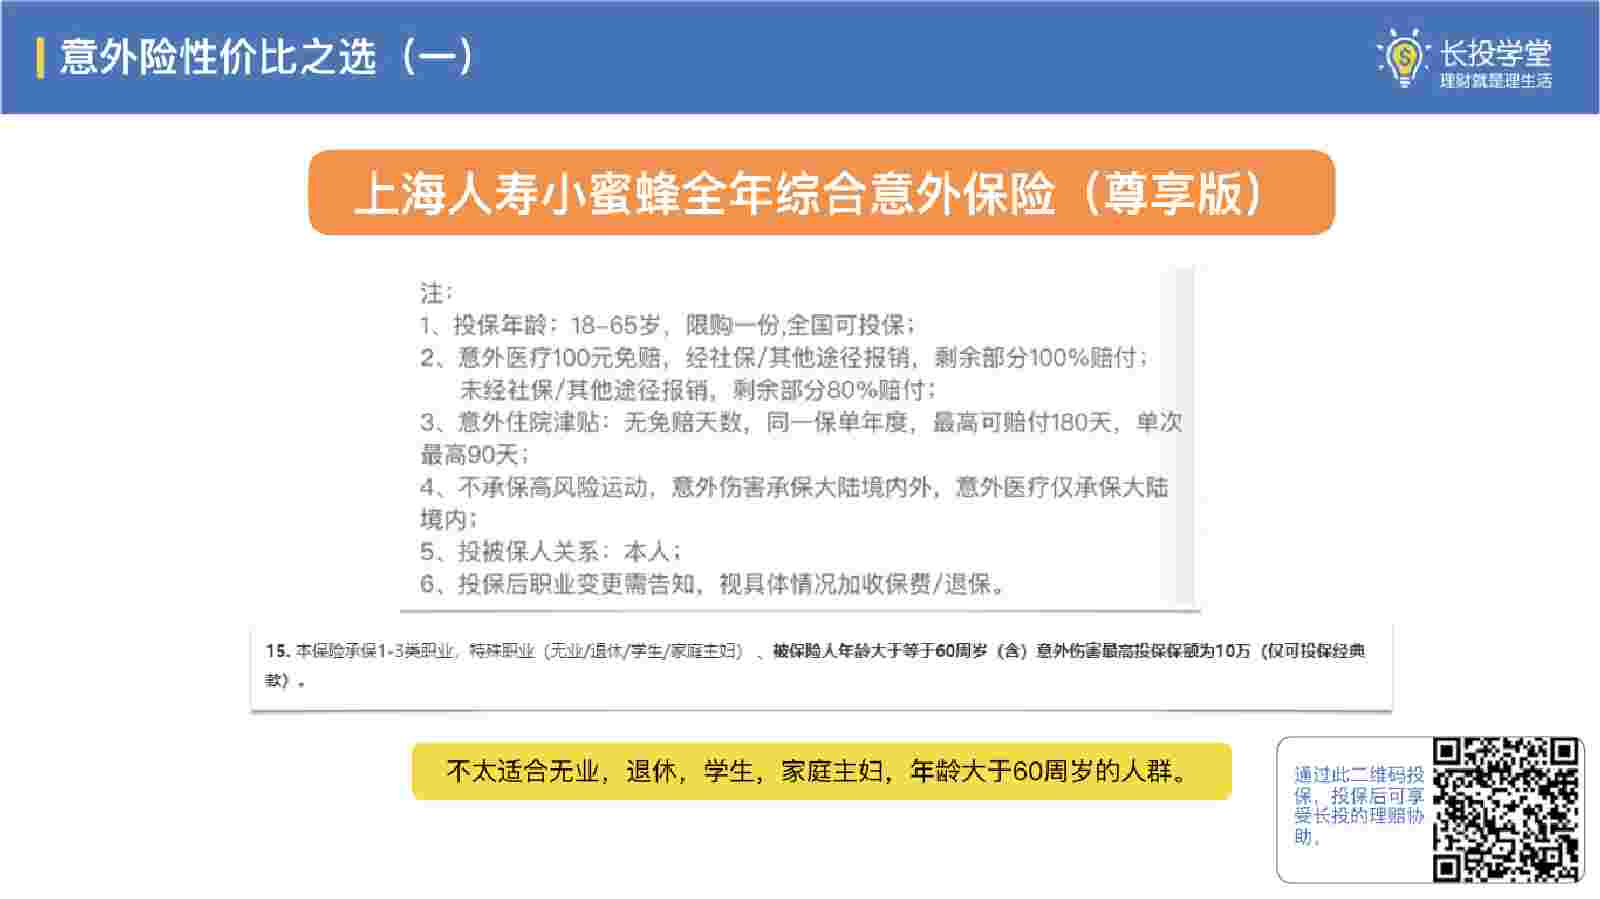 意外险性价比之选（一）
长投学堂
理财就是理生活
上海人寿小蜜蜂全年综合意外保险（尊享版）
注：
1、投保年龄：18-65岁，限购一份,全国可投保；
2、意外医疗100元免赔，经社保/其他途径报销，剩余部分100%赔付；
未经社保/其他途径报销，剩余部分80%赔付；
3、意外住院津贴：无免赔天数，同一保单年度，最高可赔付180天，单次
最高90天；
4、不承保高风险运动，意外伤害承保大陆境内外，意外医疗仅承保大陆
境内；
5、投被保人关系：本人；
6、投保后职业变更需告知，视具体情况加收保费/退保。
15. 本保险承保1-3类职业，特殊职业（无业/退休/学生/家庭主妇）、被保险人年龄大于等于60周岁（含）意外伤害最高投保保额为10万（仅可投保经典
款）。
不太适合无业，退休，学生，家庭主妇，年龄大于60周岁的人群。
通过此二维码投
保，投保后可享
受长投的理赔协
助。